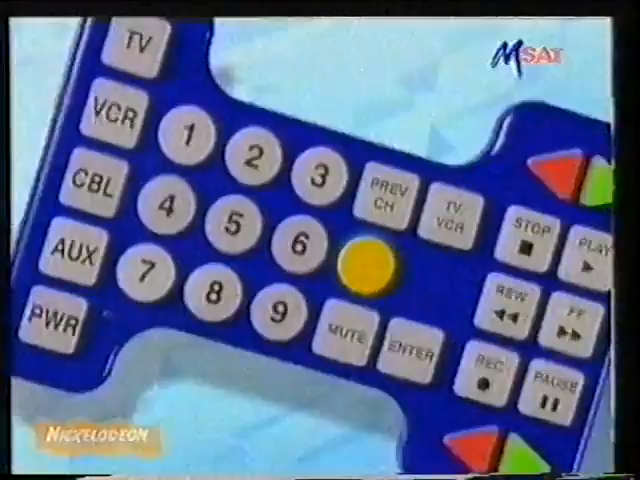 MSAT
TV
VCR
1
2
3
PREV
CH
TV
VCR
CBL
4
5
6
STOP
PLAY
AUX
7
8
9
REW
FF
PWR
MUTE
ENTER
REC
PAUSE
NICKELODEON